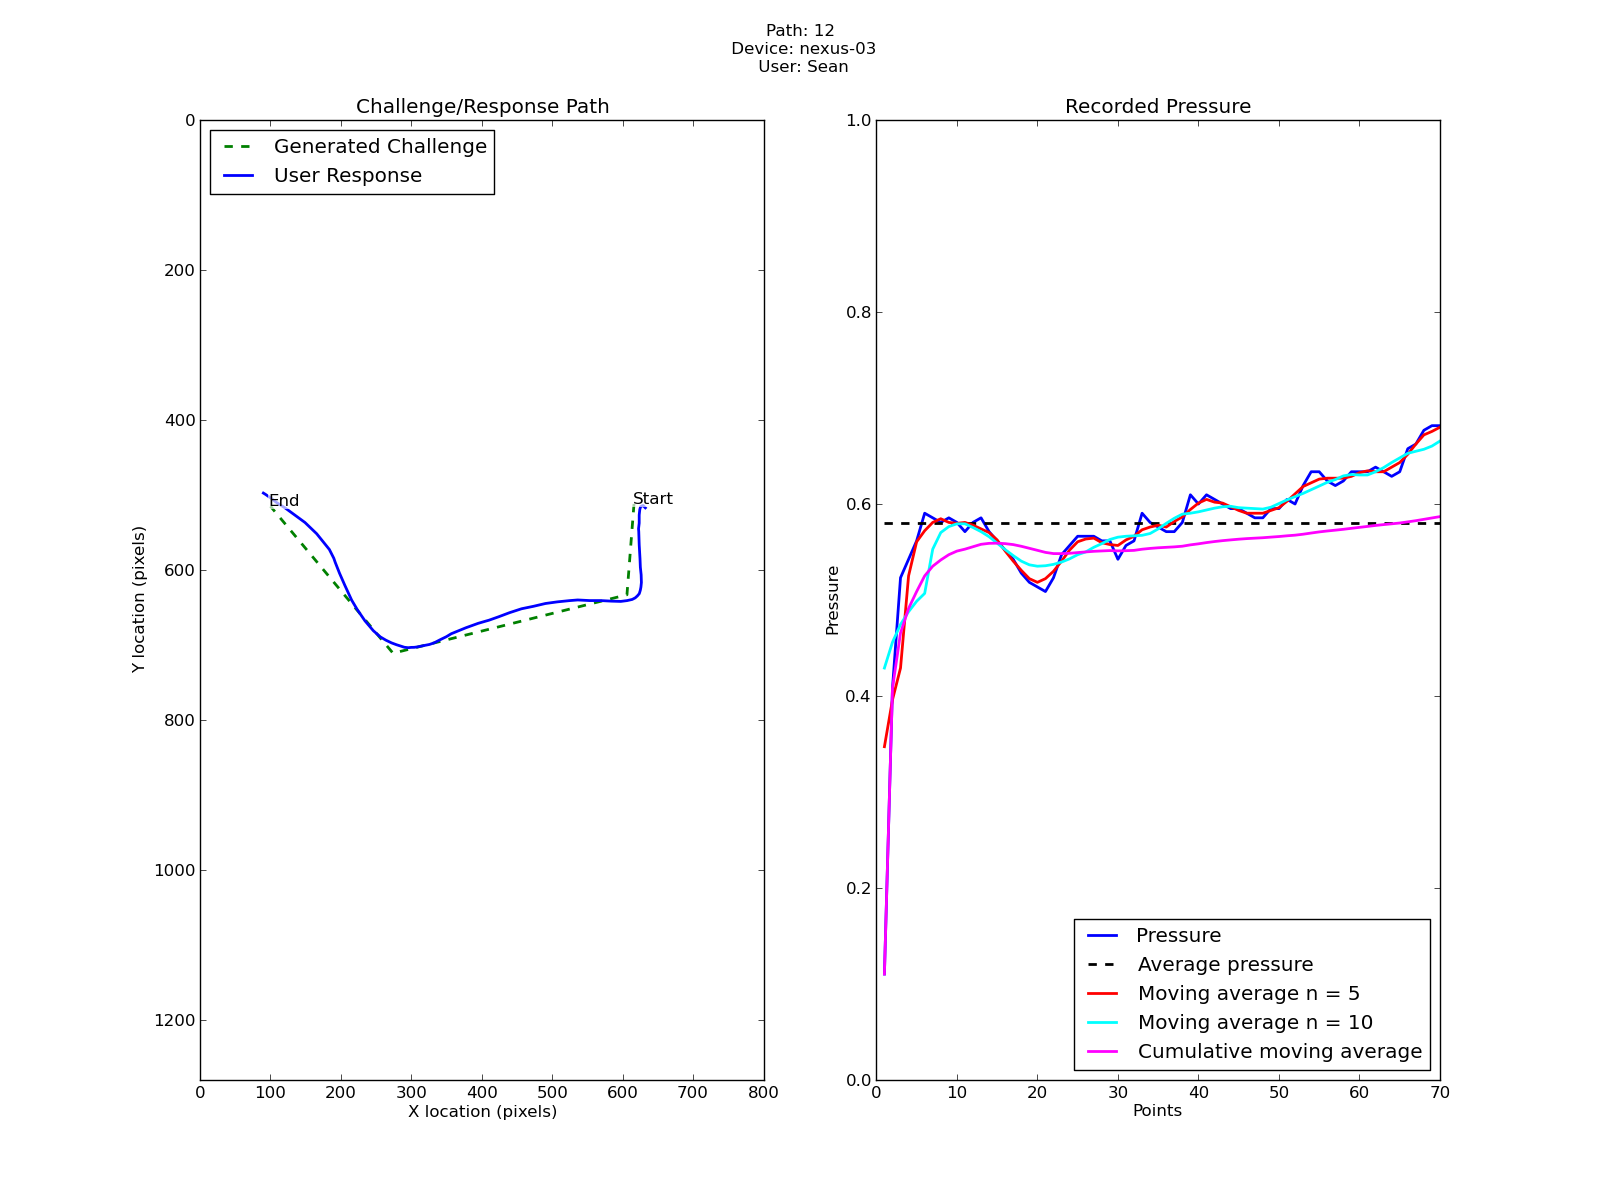 Path: 12
Device: nexus-03
User: Sean
Challenge/Response Path
Generated Challenge
User Response
0
200
400
600
800
1000
1200
Y location (pixels)
End
Start
0 100 200 300 400 500 600 700 800
X location (pixels)
Recorded Pressure
1.0
0.8
0.6
0.4
0.2
0.0
Pressure
Pressure
Average pressure
Moving average n = 5
Moving average n = 10
Cumulative moving average
0 10 20 30 40 50 60 70
Points